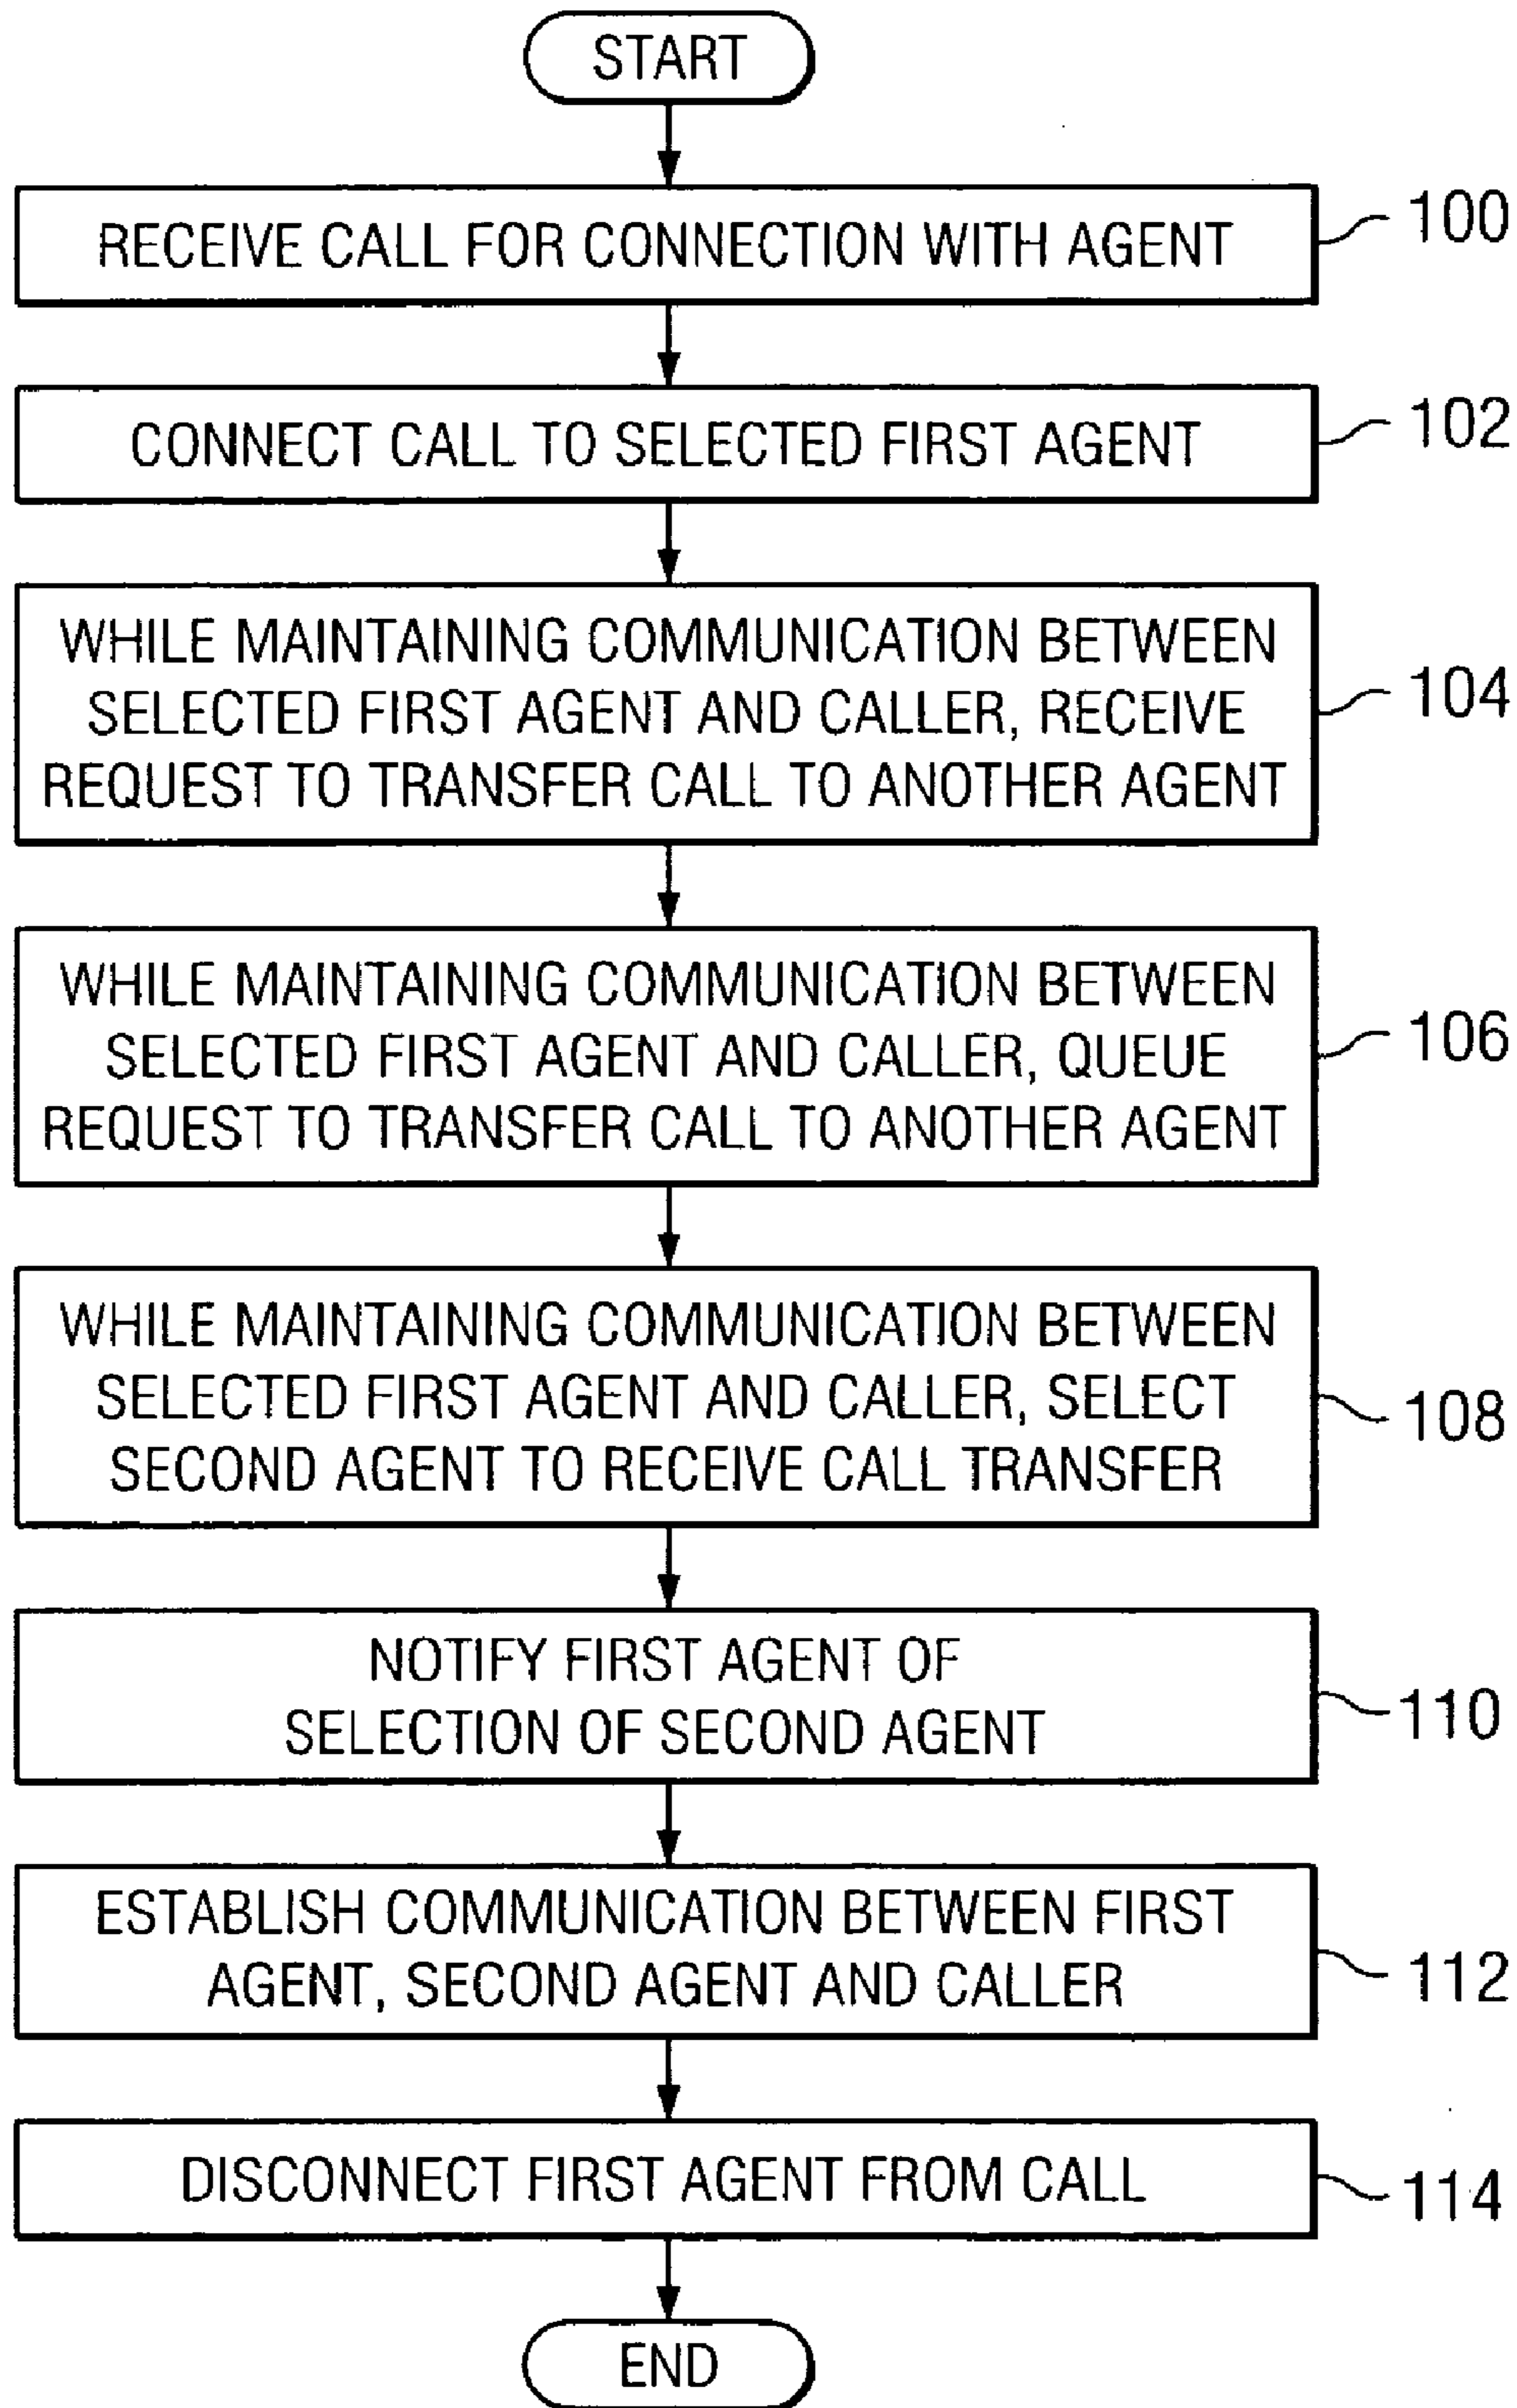 START
RECEIVE CALL FOR CONNECTION WITH AGENT
100
CONNECT CALL TO SELECTED FIRST AGENT
102
WHILE MAINTAINING COMMUNICATION BETWEEN
SELECTED FIRST AGENT AND CALLER, RECEIVE
REQUEST TO TRANSFER CALL TO ANOTHER AGENT
104
WHILE MAINTAINING COMMUNICATION BETWEEN
SELECTED FIRST AGENT AND CALLER, QUEUE
REQUEST TO TRANSFER CALL TO ANOTHER AGENT
106
WHILE MAINTAINING COMMUNICATION BETWEEN
SELECTED FIRST AGENT AND CALLER, SELECT
SECOND AGENT TO RECEIVE CALL TRANSFER
108
NOTIFY FIRST AGENT OF
SELECTION OF SECOND AGENT
110
ESTABLISH COMMUNICATION BETWEEN FIRST
AGENT, SECOND AGENT AND CALLER
112
DISCONNECT FIRST AGENT FROM CALL
114
END